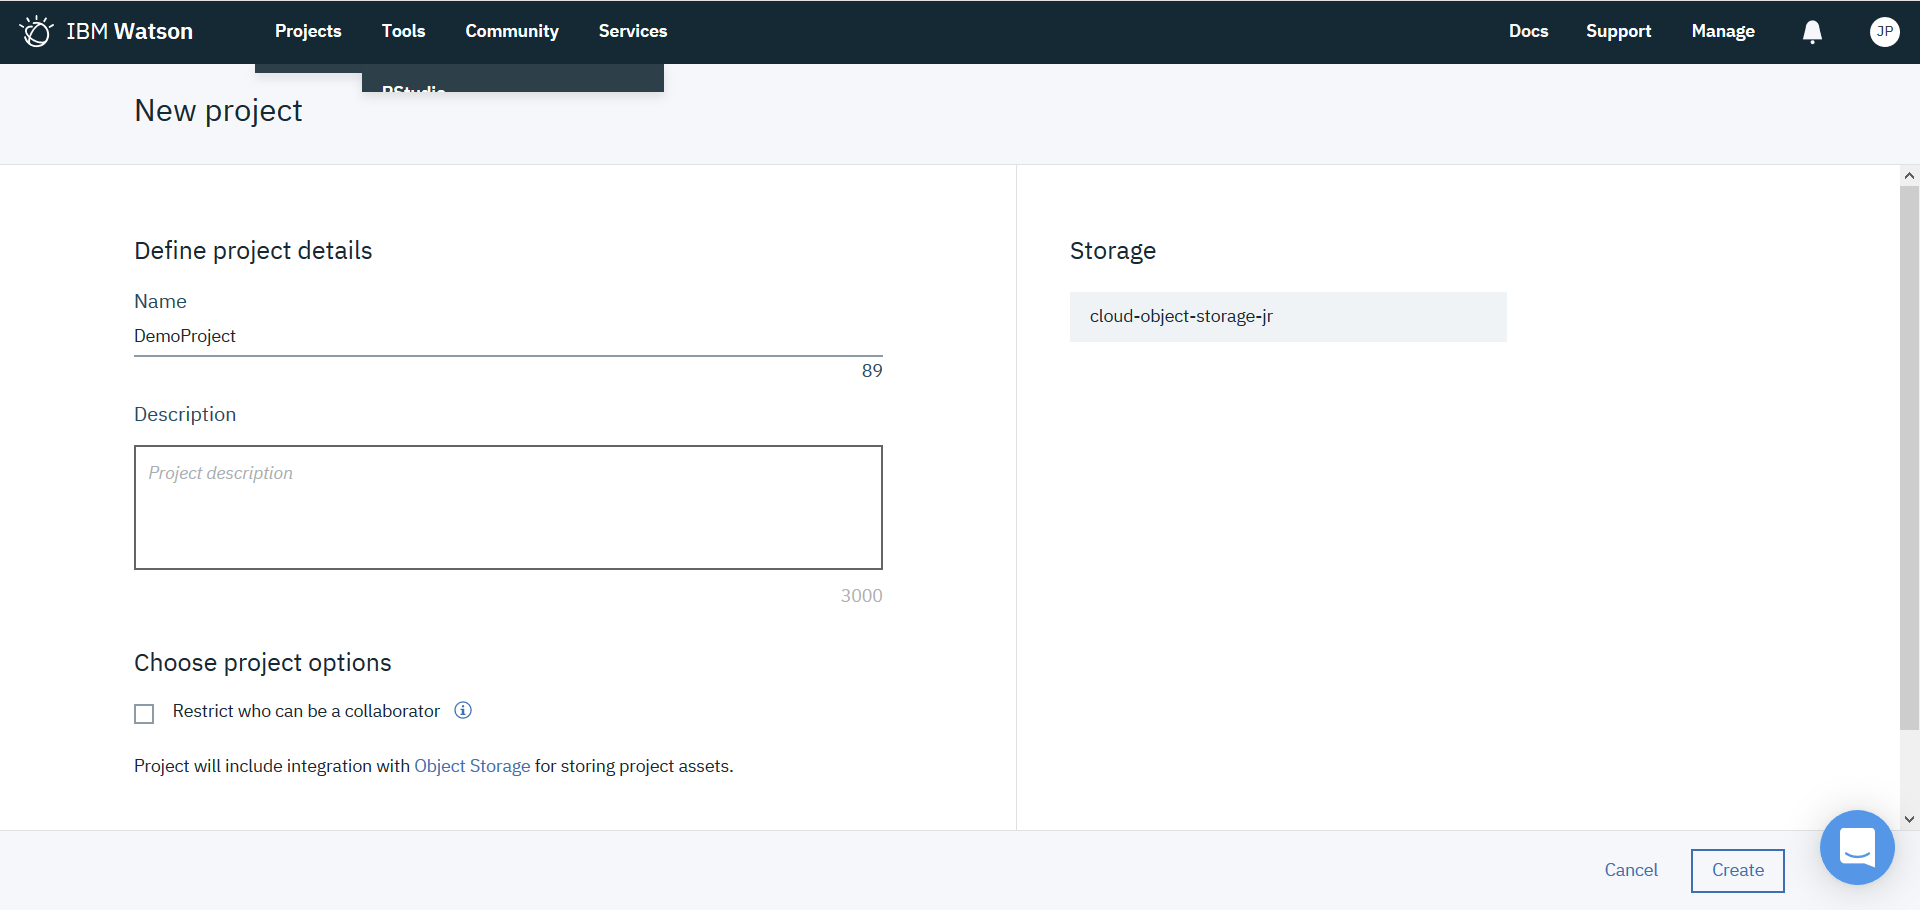 IBM Watson Projects Tools Community Services Docs Support Manage JP
RStudio
New project
Define project details
Name
DemoProject
89
Description
Project description
3000
Choose project options
Restrict who can be a collaborator
Project will include integration with Object Storage for storing project assets.
Storage
cloud-object-storage-jr
Cancel Create